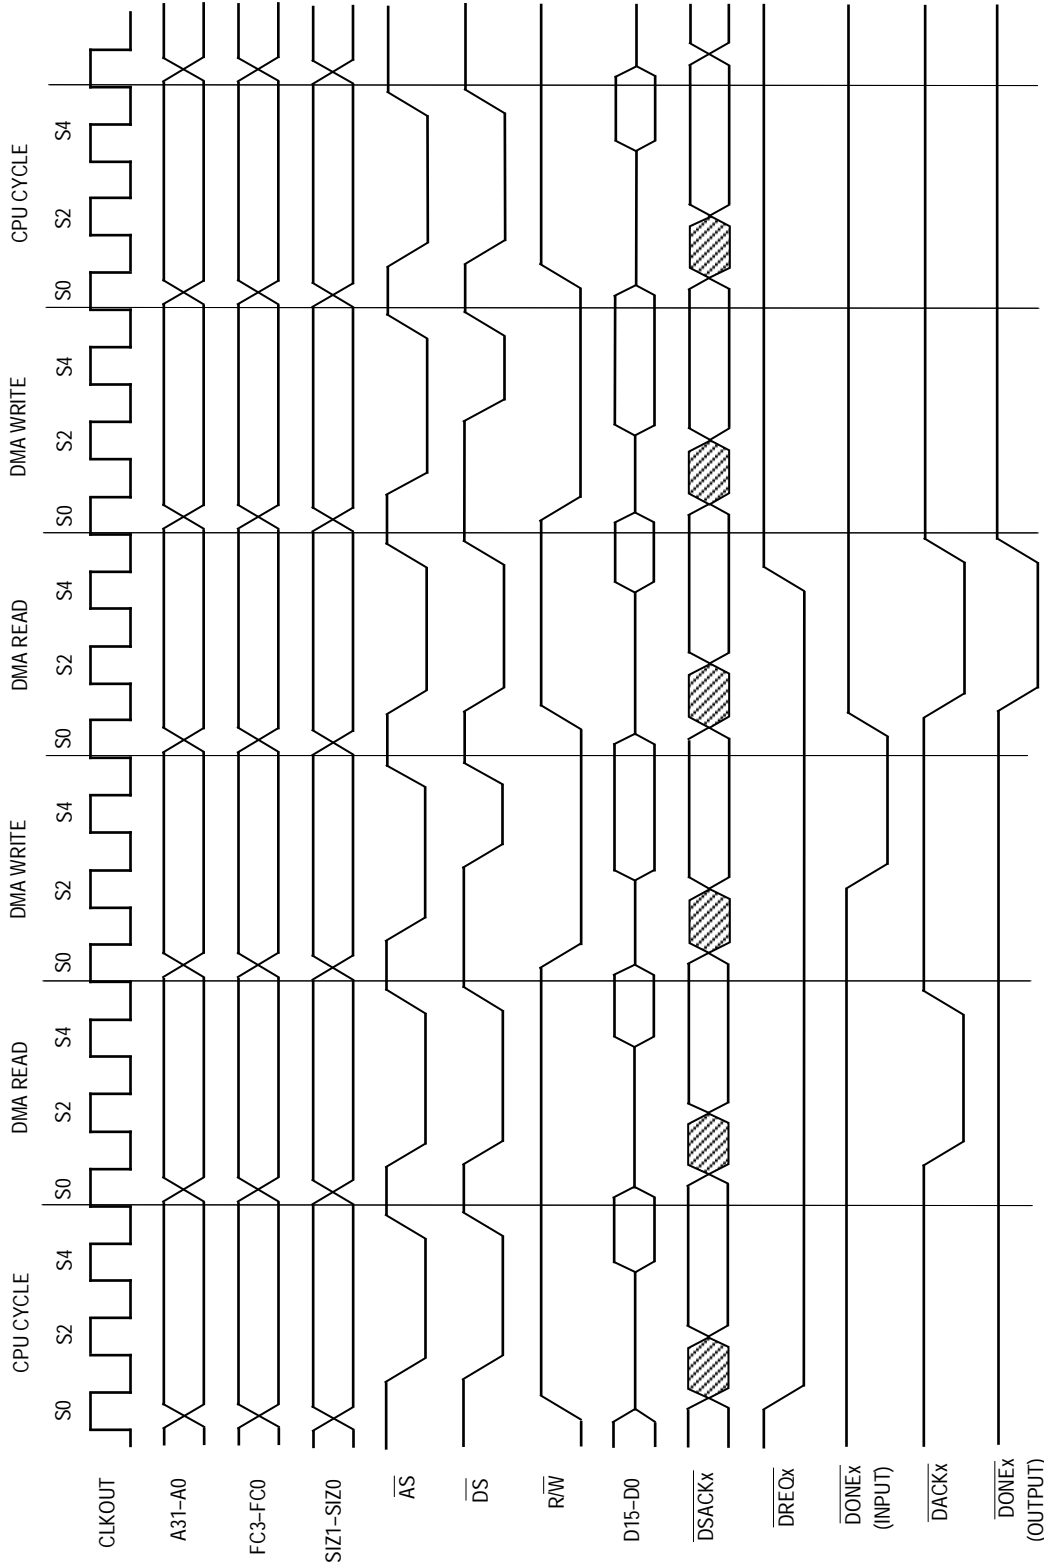 CPU CYCLE
DMA READ
DMA WRITE
DMA READ
DMA WRITE
CPU CYCLE
S0 S2 S4 S0 S2 S4 S0 S2 S4 S0 S2 S4 S0 S2 S4 S0 S2 S4
CLKOUT
A31–A0
FC3–FC0
SIZ1–SIZ0
AS
DS
R/W
D15–D0
DSACKx
DREQx
DONEx
(INPUT)
DACKx
DONEx
(OUTPUT)